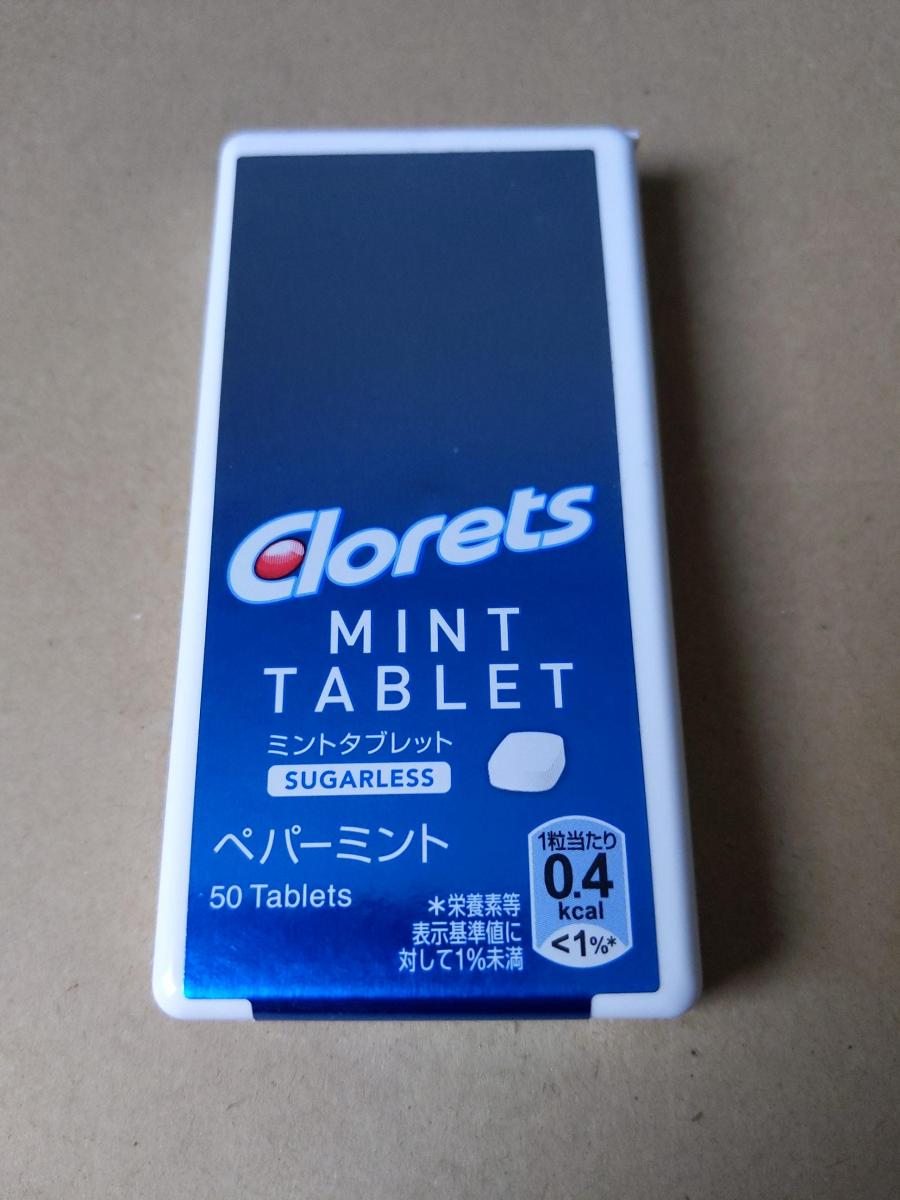 Clorets
MINT
TABLET
ミントタブレット
SUGARLESS
ペパーミント
50 Tablets
*栄養素等
表示基準値に
対して1%未満
1粒当たり
0.4
kcal
<1%*